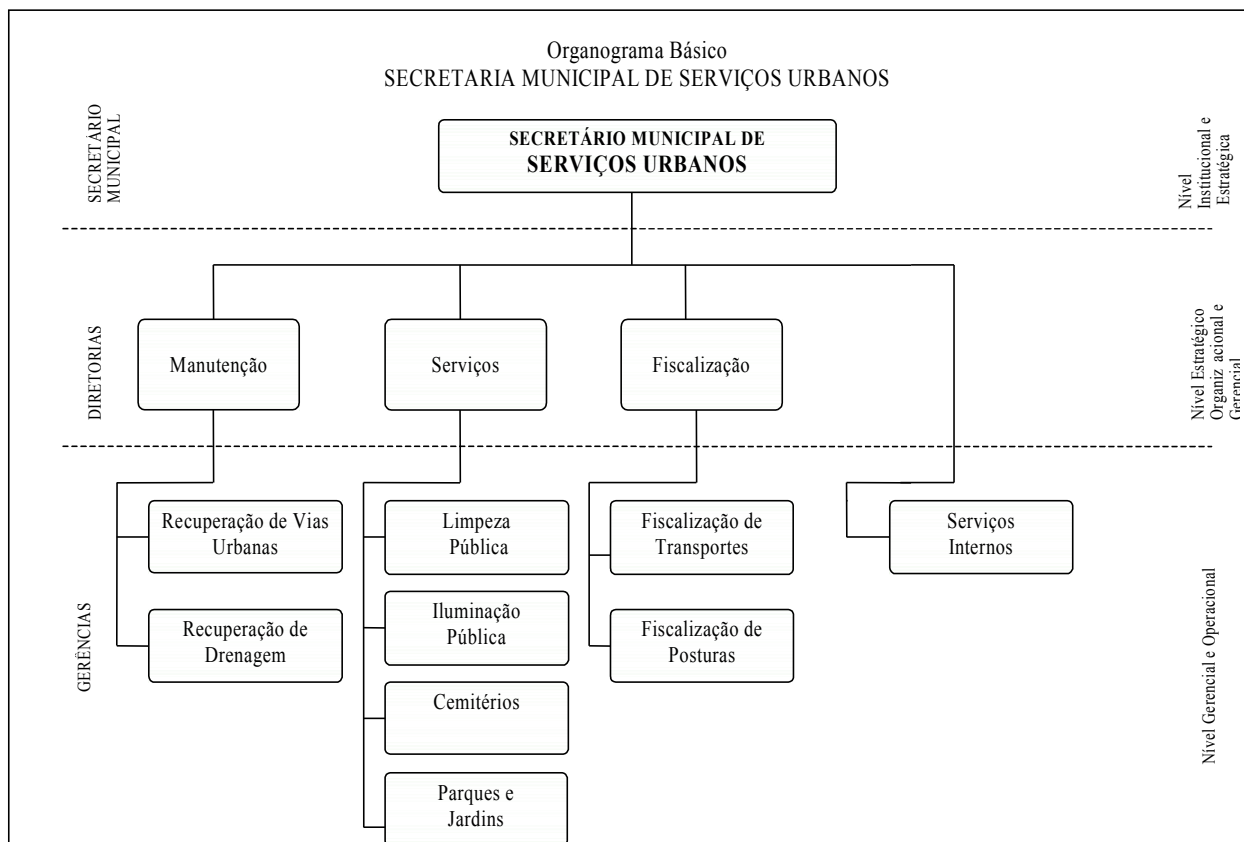 Organograma Básico
SECRETARIA MUNICIPAL DE SERVIÇOS URBANOS
SECRETÁRIO
MUNICIPAL
SECRETÁRIO MUNICIPAL DE
SERVIÇOS URBANOS
Nível
Institucional e
Estratégica
DIRETORIAS
Manutenção
Serviços
Fiscalização
Nível Estratégico
Organiz acional e
Gerencial
GERÊNCIAS
Recuperação de Vias
Urbanas
Recuperação de
Drenagem
Limpeza
Pública
Iluminação
Pública
Cemitérios
Parques e
Jardins
Fiscalização de
Transportes
Fiscalização de
Posturas
Serviços
Internos
Nível Gerencial e Operacional